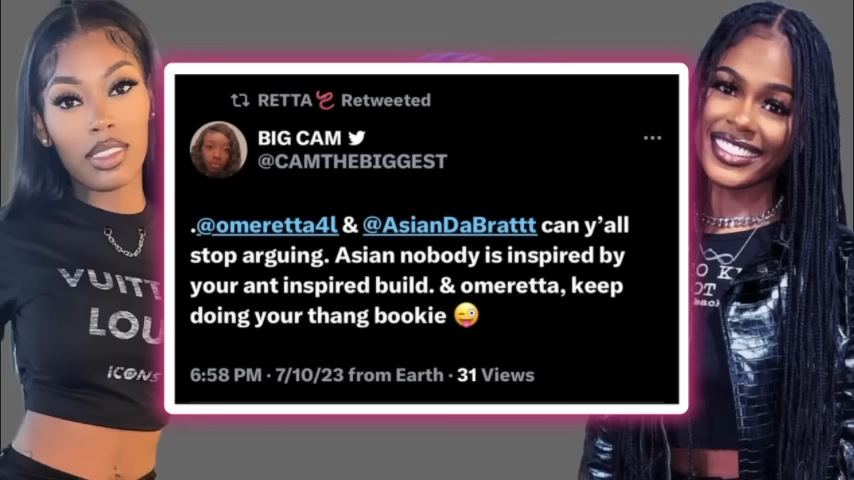 RETTA Retweeted
BIG CAM
@CAMTHEBIGGEST
.@omeretta4l & @AsianDaBrattt can y’all
stop arguing. Asian nobody is inspired by
your ant inspired build. & omeretta, keep
doing your thang bookie 😜
6:58 PM · 7/10/23 from Earth · 31 Views
VUITT
LOU
ICONS
O K
OT
back